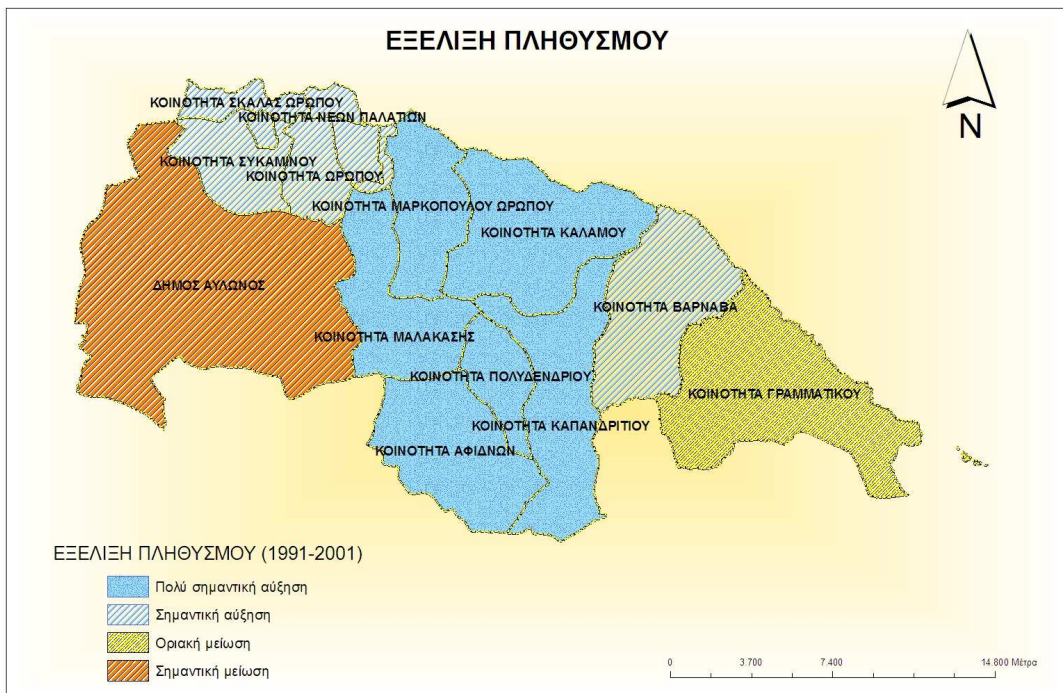 ΕΞΕΛΙΞΗ ΠΛΗΘΥΣΜΟΥ
N
ΚΟΙΝΟΤΗΤΑ ΣΚΑΛΑΣ ΩΡΩΠΟΥ
ΚΟΙΝΟΤΗΤΑ ΝΕΩΝ ΠΑΛΑΤΙΩΝ
ΚΟΙΝΟΤΗΤΑ ΣΥΚΑΜΙΝΟΥ
ΚΟΙΝΟΤΗΤΑ ΩΡΩΠΟΥ
ΚΟΙΝΟΤΗΤΑ ΜΑΡΚΟΠΟΥΛΟΥ ΩΡΩΠΟΥ
ΚΟΙΝΟΤΗΤΑ ΚΑΛΑΜΟΥ
ΔΗΜΟΣ ΑΥΛΩΝΟΣ
ΚΟΙΝΟΤΗΤΑ ΒΑΡΝΑΒΑ
ΚΟΙΝΟΤΗΤΑ ΜΑΛΑΚΑΣΗΣ
ΚΟΙΝΟΤΗΤΑ ΠΟΛΥΔΕΝΔΡΙΟΥ
ΚΟΙΝΟΤΗΤΑ ΓΡΑΜΜΑΤΙΚΟΥ
ΚΟΙΝΟΤΗΤΑ ΚΑΠΑΝΔΡΙΤΙΟΥ
ΚΟΙΝΟΤΗΤΑ ΑΦΙΔΝΩΝ
ΕΞΕΛΙΞΗ ΠΛΗΘΥΣΜΟΥ (1991-2001)
Πολύ σημαντική αύξηση
Σημαντική αύξηση
Οριακή μείωση
Σημαντική μείωση
0 3.700 7.400 14.800 Μέτρα